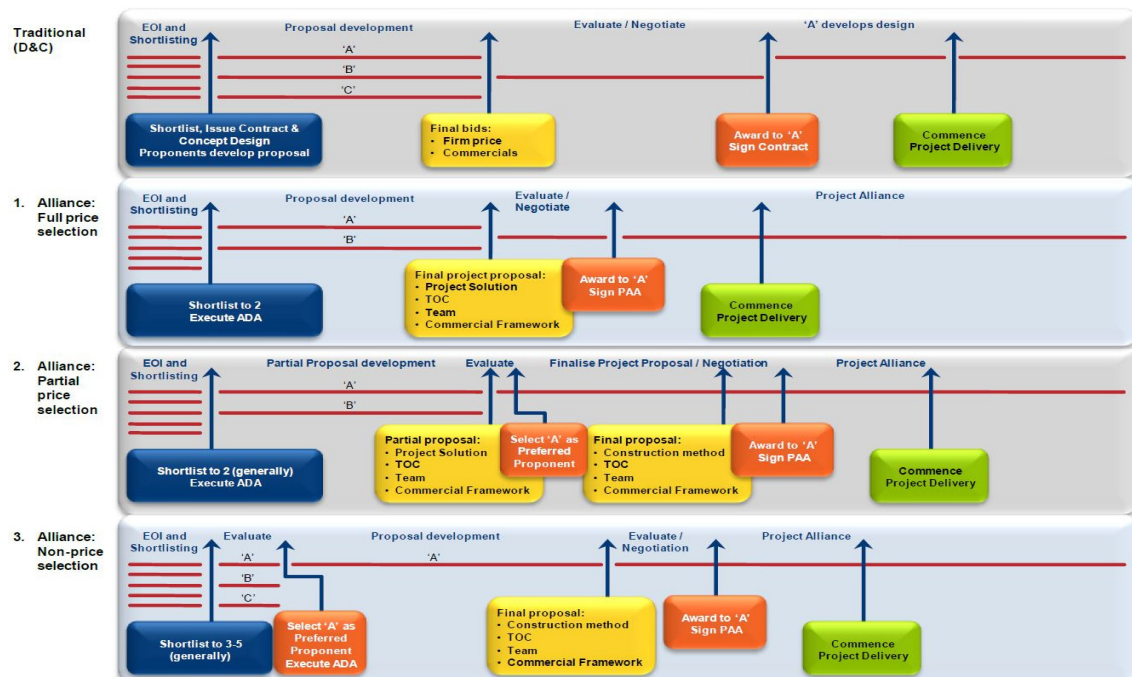 Traditional
(D&C)
EOI and
Shortlisting
Proposal development
Evaluate / Negotiate
‘A’ develops design
‘A’
‘B’
‘C’
Shortlist, Issue Contract &
Concept Design
Proponents develop proposal
Final bids:
• Firm price
• Commercials
Award to ‘A’
Sign Contract
Commence
Project Delivery
1. Alliance:
Full price
selection
EOI and
Shortlisting
Proposal development
Evaluate /
Negotiate
Project Alliance
‘A’
‘B’
Shortlist to 2
Execute ADA
Final project proposal:
• Project Solution
• TOC
• Team
• Commercial Framework
Award to ‘A’
Sign PAA
Commence
Project Delivery
2. Alliance:
Partial
price
selection
EOI and
Shortlisting
Partial Proposal development
Evaluate
Finalise Project Proposal / Negotiation
Project Alliance
‘A’
‘B’
Shortlist to 2 (generally)
Execute ADA
Partial proposal:
• Project Solution
• TOC
• Team
• Commercial Framework
Select ‘A’ as
Preferred
Proponent
Final proposal:
• Construction method
• TOC
• Team
• Commercial Framework
Award to ‘A’
Sign PAA
Commence
Project Delivery
3. Alliance:
Non-price
selection
EOI and
Shortlisting
Evaluate
Proposal development
Evaluate /
Negotiation
Project Alliance
‘A’
‘A’
‘B’
‘C’
Shortlist to 3-5
(generally)
Select ‘A’ as
Preferred
Proponent
Execute ADA
Final proposal:
• Construction method
• TOC
• Team
• Commercial Framework
Award to ‘A’
Sign PAA
Commence
Project Delivery